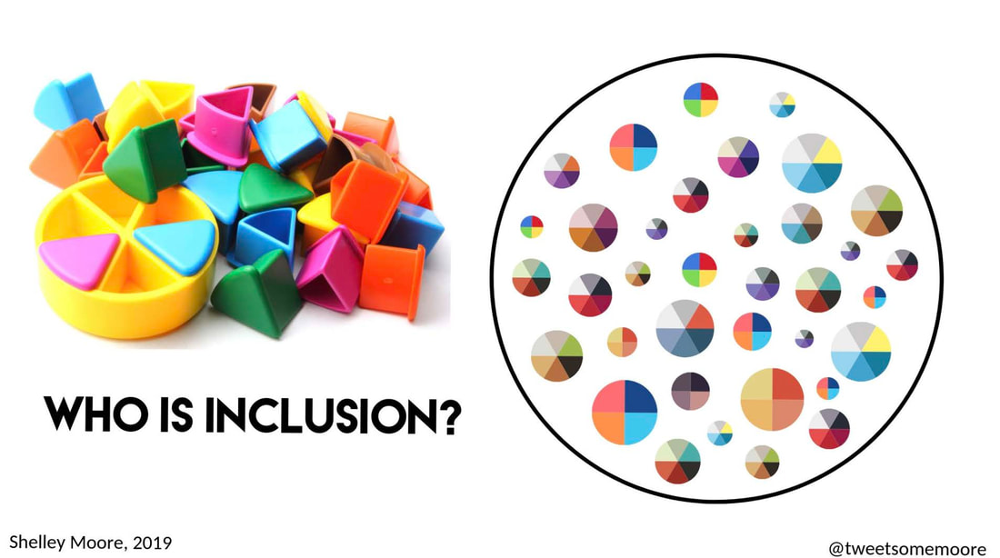 WHO IS INCLUSION?
Shelley Moore, 2019
@tweetsomemoore